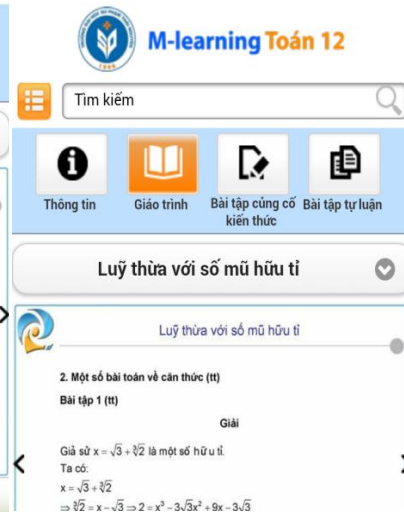 M-learning Toán 12
Tìm kiếm
Thông tin
Giáo trình
Bài tập củng cố
kiến thức
Bài tập tự luận
Luỹ thừa với số mũ hữu tỉ
Luỹ thừa với số mũ hữu tỉ
2. Một số bài toán về căn thức (tt)
Bài tập 1 (tt)
Giải
Giả sử x = √3 + ∛2 là một số hữu tỉ.
Ta có:
x = √3 + ∛2
⇒ ∛2 = x – √3 ⇒ 2 = x³ – 3√3x² + 9x – 3√3